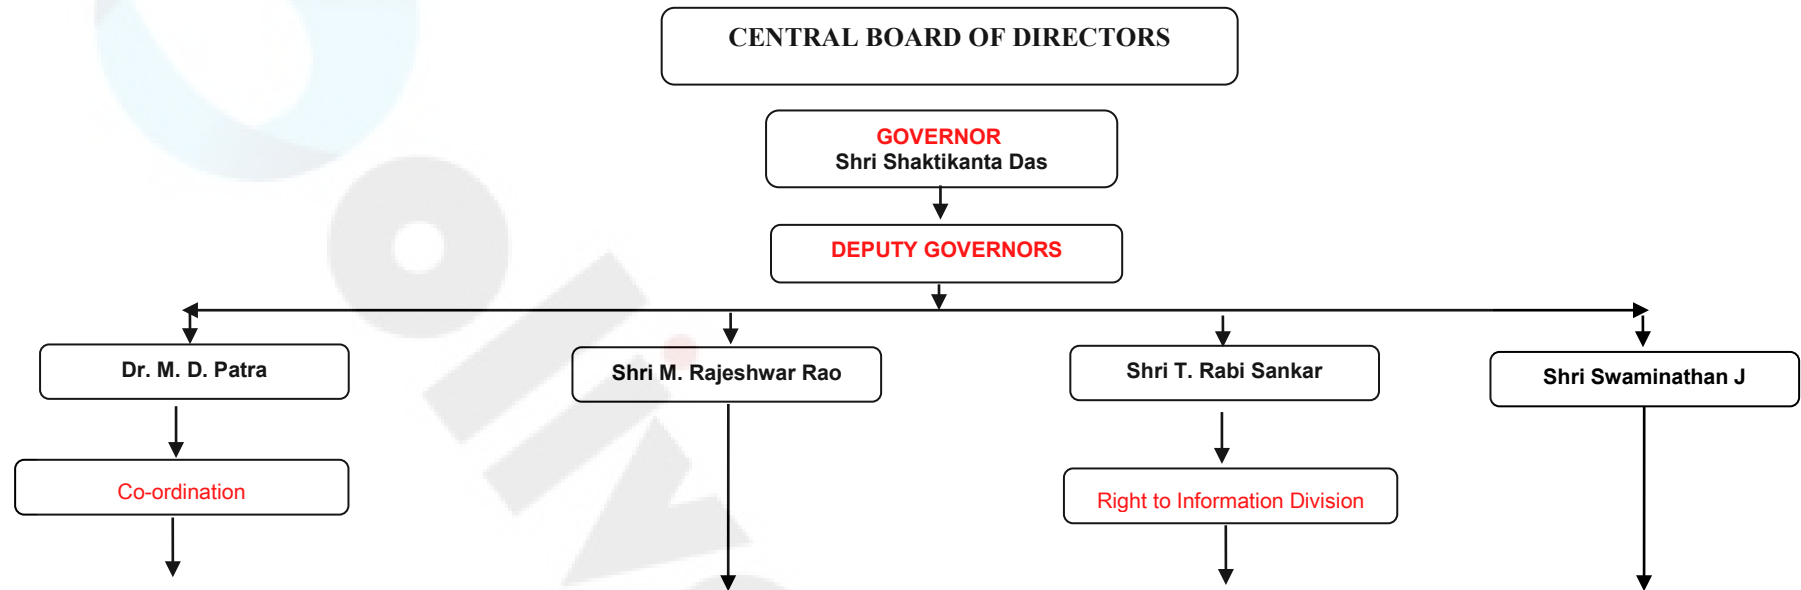 CENTRAL BOARD OF DIRECTORS
GOVERNOR
Shri Shaktikanta Das
DEPUTY GOVERNORS
Dr. M. D. Patra
Shri M. Rajeshwar Rao
Shri T. Rabi Sankar
Shri Swaminathan J
Co-ordination
Right to Information Division